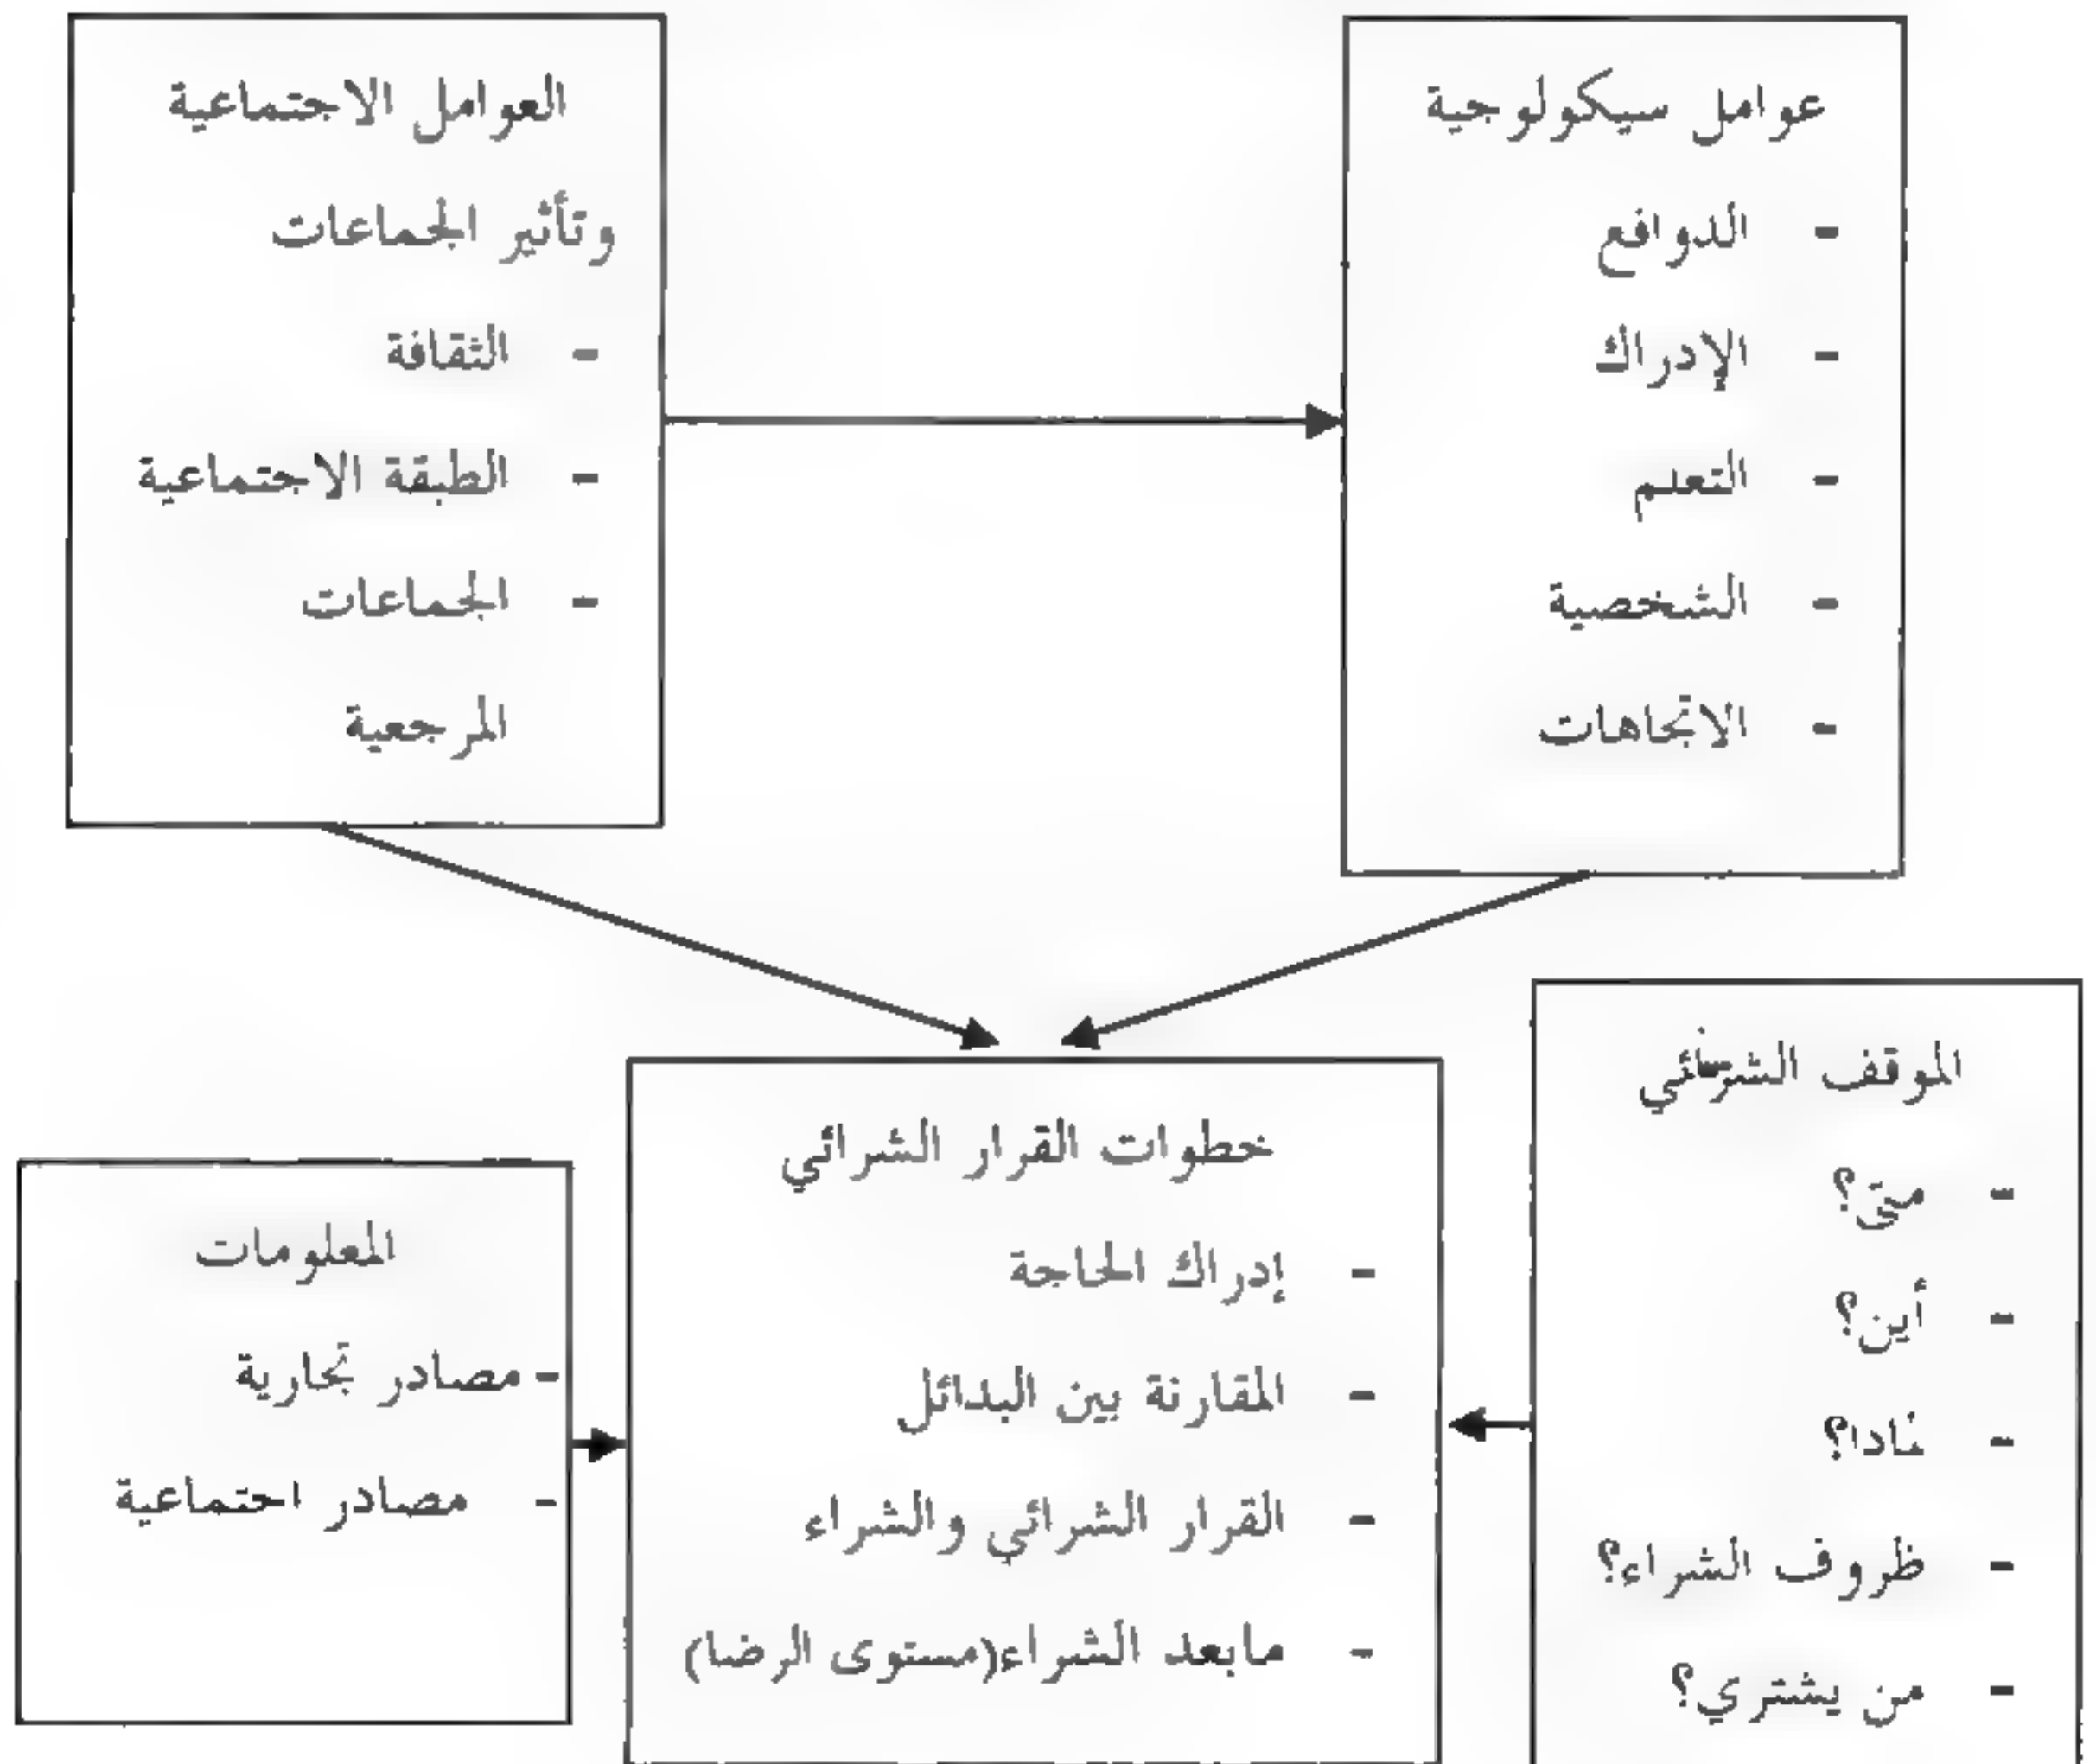 عوامل سيكولوجية
- الدوافع
- الإدراك
- التعلم
- الشخصية
- الاتجاهات
العوامل الاجتماعية
وتأثير الجماعات
- الثقافة
- الطبقة الاجتماعية
- الجماعات
المرجعية
الموقف الشرائي
- متى؟
- أين؟
- لماذا؟
- ظروف الشراء؟
- من يشتري؟
خطوات القرار الشرائي
- إدراك الحاجة
- المقارنة بين البدائل
- القرار الشرائي والشراء
- مابعد الشراء(مستوى الرضا)
المعلومات
- مصادر تجارية
- مصادر اجتماعية